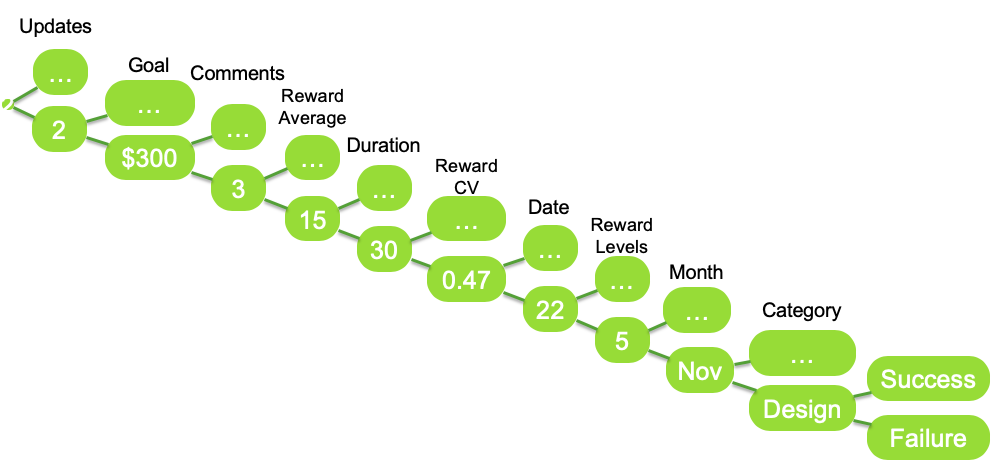 Updates
...
2
Goal
...
$300
Comments
...
3
Reward
Average
...
15
Duration
...
30
Reward
CV
...
0.47
Date
...
22
Reward
Levels
...
5
Month
...
Nov
Category
...
Design
Success
Failure